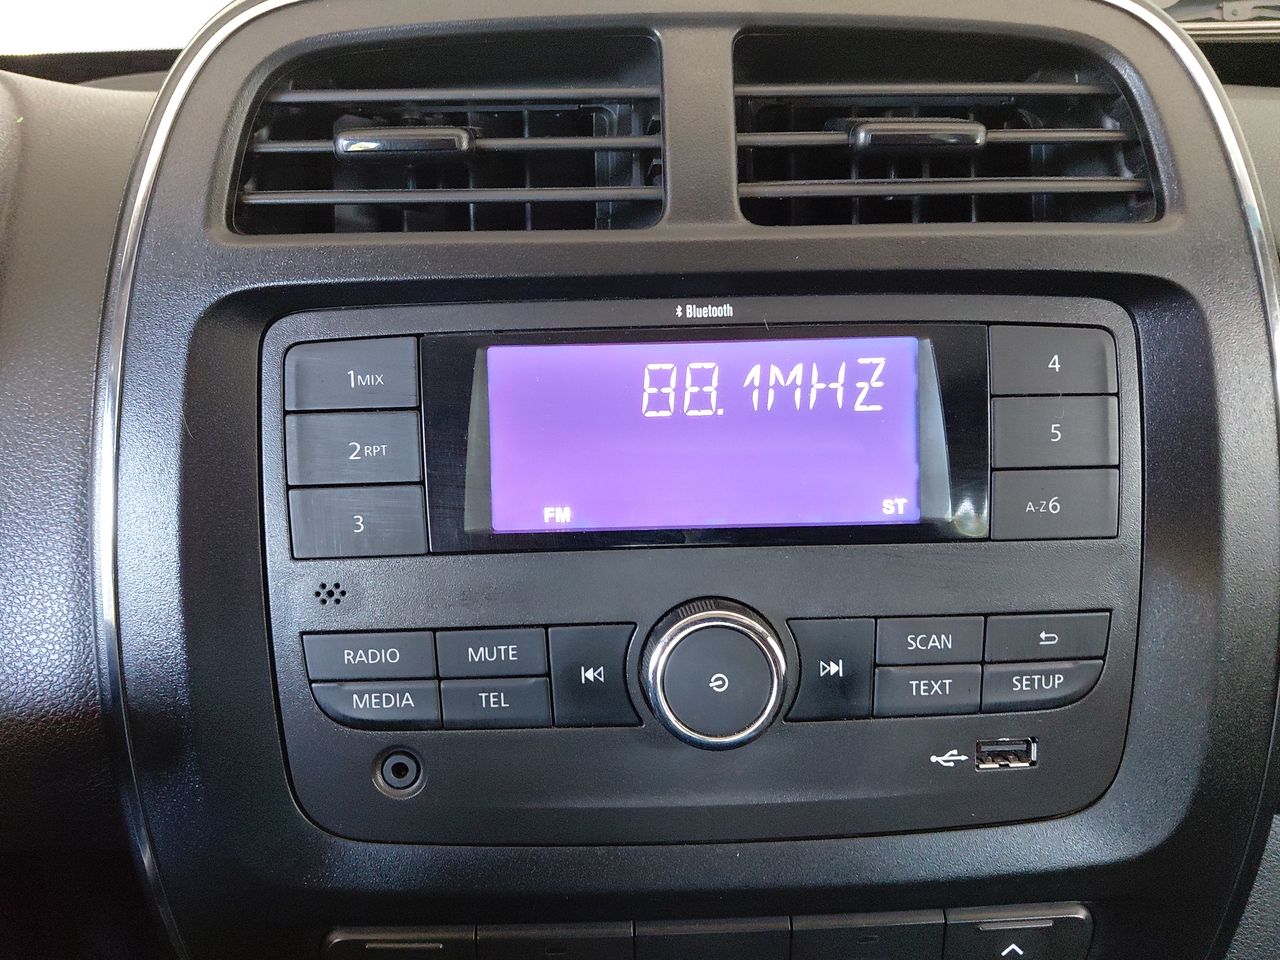 Bluetooth
1MIX
88.1MHZ
4
2RPT
5
3
FM
ST
A-Z6
RADIO
MUTE
SCAN
MEDIA
TEL
TEXT
SETUP